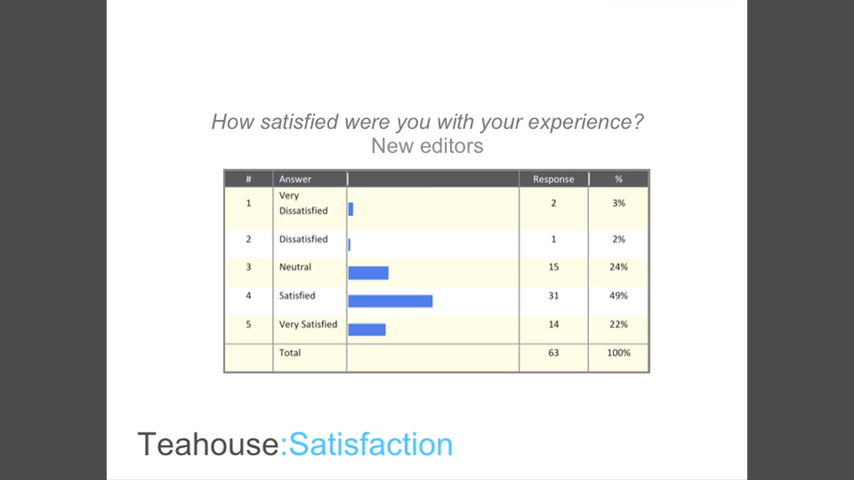 How satisfied were you with your experience?
New editors
# Answer Response %
1 Very Dissatisfied 2 3%
2 Dissatisfied 1 2%
3 Neutral 15 24%
4 Satisfied 31 49%
5 Very Satisfied 14 22%
Total 63 100%
Teahouse:Satisfaction